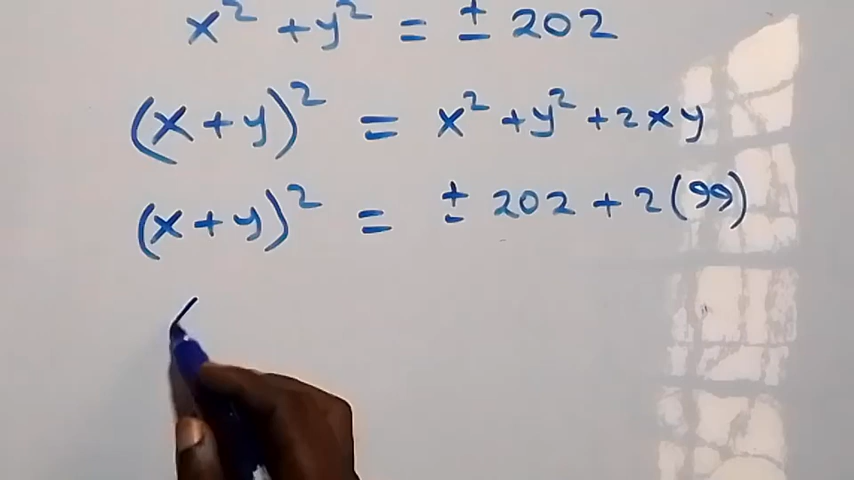 x² + y² = ± 202
(x + y)² = x² + y² + 2xy
(x + y)² = ± 202 + 2(99)